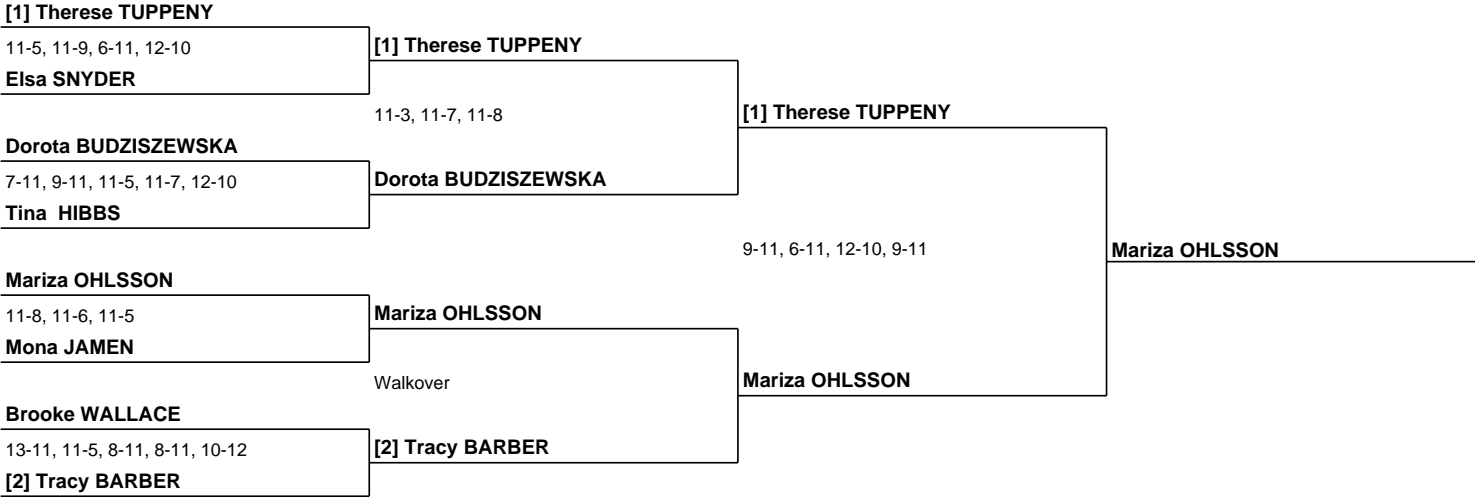 [1] Therese TUPPENY
11-5, 11-9, 6-11, 12-10
Elsa SNYDER
Dorota BUDZISZEWSKA
7-11, 9-11, 11-5, 11-7, 12-10
Tina  HIBBS
Mariza OHLSSON
11-8, 11-6, 11-5
Mona JAMEN
Brooke WALLACE
13-11, 11-5, 8-11, 8-11, 10-12
[2] Tracy BARBER
[1] Therese TUPPENY
11-3, 11-7, 11-8
Dorota BUDZISZEWSKA
Mariza OHLSSON
Walkover
[2] Tracy BARBER
[1] Therese TUPPENY
9-11, 6-11, 12-10, 9-11
Mariza OHLSSON
Mariza OHLSSON